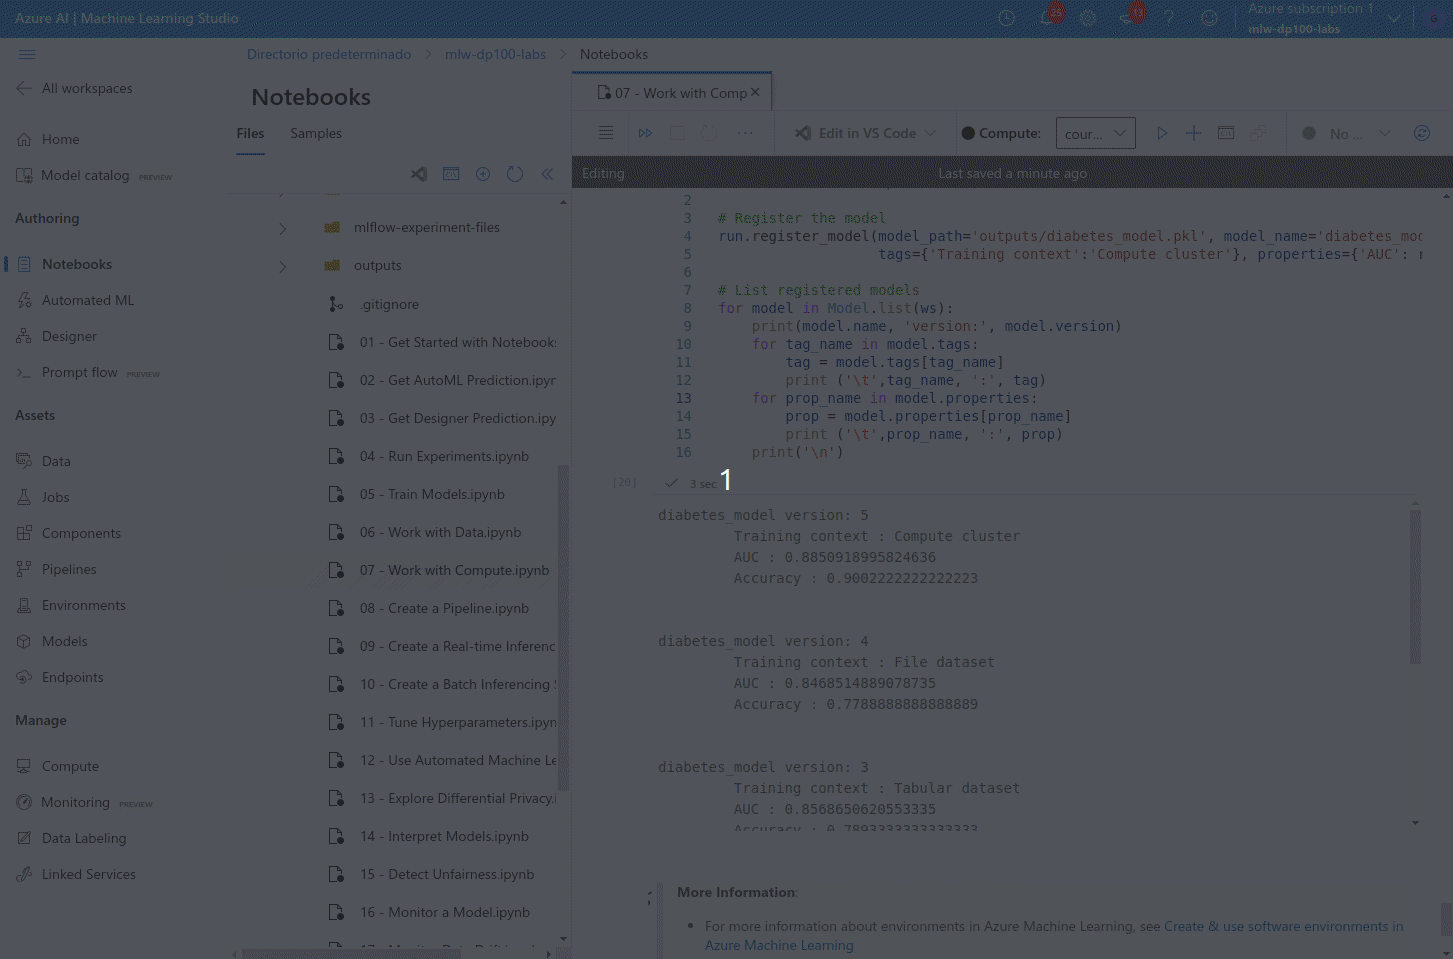 Azure AI | Machine Learning Studio
25
13
?
Azure subscription 1
mlw-dp100-labs
G
Directorio predeterminado > mlw-dp100-labs > Notebooks
All workspaces
Home
Model catalog PREVIEW
Authoring
Notebooks
Automated ML
Designer
Prompt flow PREVIEW
Assets
Data
Jobs
Components
Pipelines
Environments
Models
Endpoints
Manage
Compute
Monitoring PREVIEW
Data Labeling
Linked Services
Notebooks
Files
Samples
mlflow-experiment-files
outputs
.gitignore
01 - Get Started with Notebooks
02 - Get AutoML Prediction.ipyn
03 - Get Designer Prediction.ipy
04 - Run Experiments.ipynb
05 - Train Models.ipynb
06 - Work with Data.ipynb
07 - Work with Compute.ipynb
08 - Create a Pipeline.ipynb
09 - Create a Real-time Inferenc
10 - Create a Batch Inferencing
11 - Tune Hyperparameters.ipyn
12 - Use Automated Machine Le
13 - Explore Differential Privacy.i
14 - Interpret Models.ipynb
15 - Detect Unfairness.ipynb
16 - Monitor a Model.ipynb
07 - Work with Comp
Edit in VS Code
Compute:
cour...
No ...
Editing
Last saved a minute ago
2
3 # Register the model
4 run.register_model(model_path='outputs/diabetes_model.pkl', model_name='diabetes_mod
5 tags={'Training context':'Compute cluster'}, properties={'AUC': r
6
7 # List registered models
8 for model in Model.list(ws):
9 print(model.name, 'version:', model.version)
10 for tag_name in model.tags:
11 tag = model.tags[tag_name]
12 print ('\t',tag_name, ':', tag)
13 for prop_name in model.properties:
14 prop = model.properties[prop_name]
15 print ('\t',prop_name, ':', prop)
16 print('\n')
[20]
3 sec
1
diabetes_model version: 5
Training context : Compute cluster
AUC : 0.8850918995824636
Accuracy : 0.9002222222222223
diabetes_model version: 4
Training context : File dataset
AUC : 0.8468514889078735
Accuracy : 0.7788888888888889
diabetes_model version: 3
Training context : Tabular dataset
AUC : 0.8568650620553335
Accuracy : 0.7893333333333333
More Information:
• For more information about environments in Azure Machine Learning, see Create & use software environments in
Azure Machine Learning